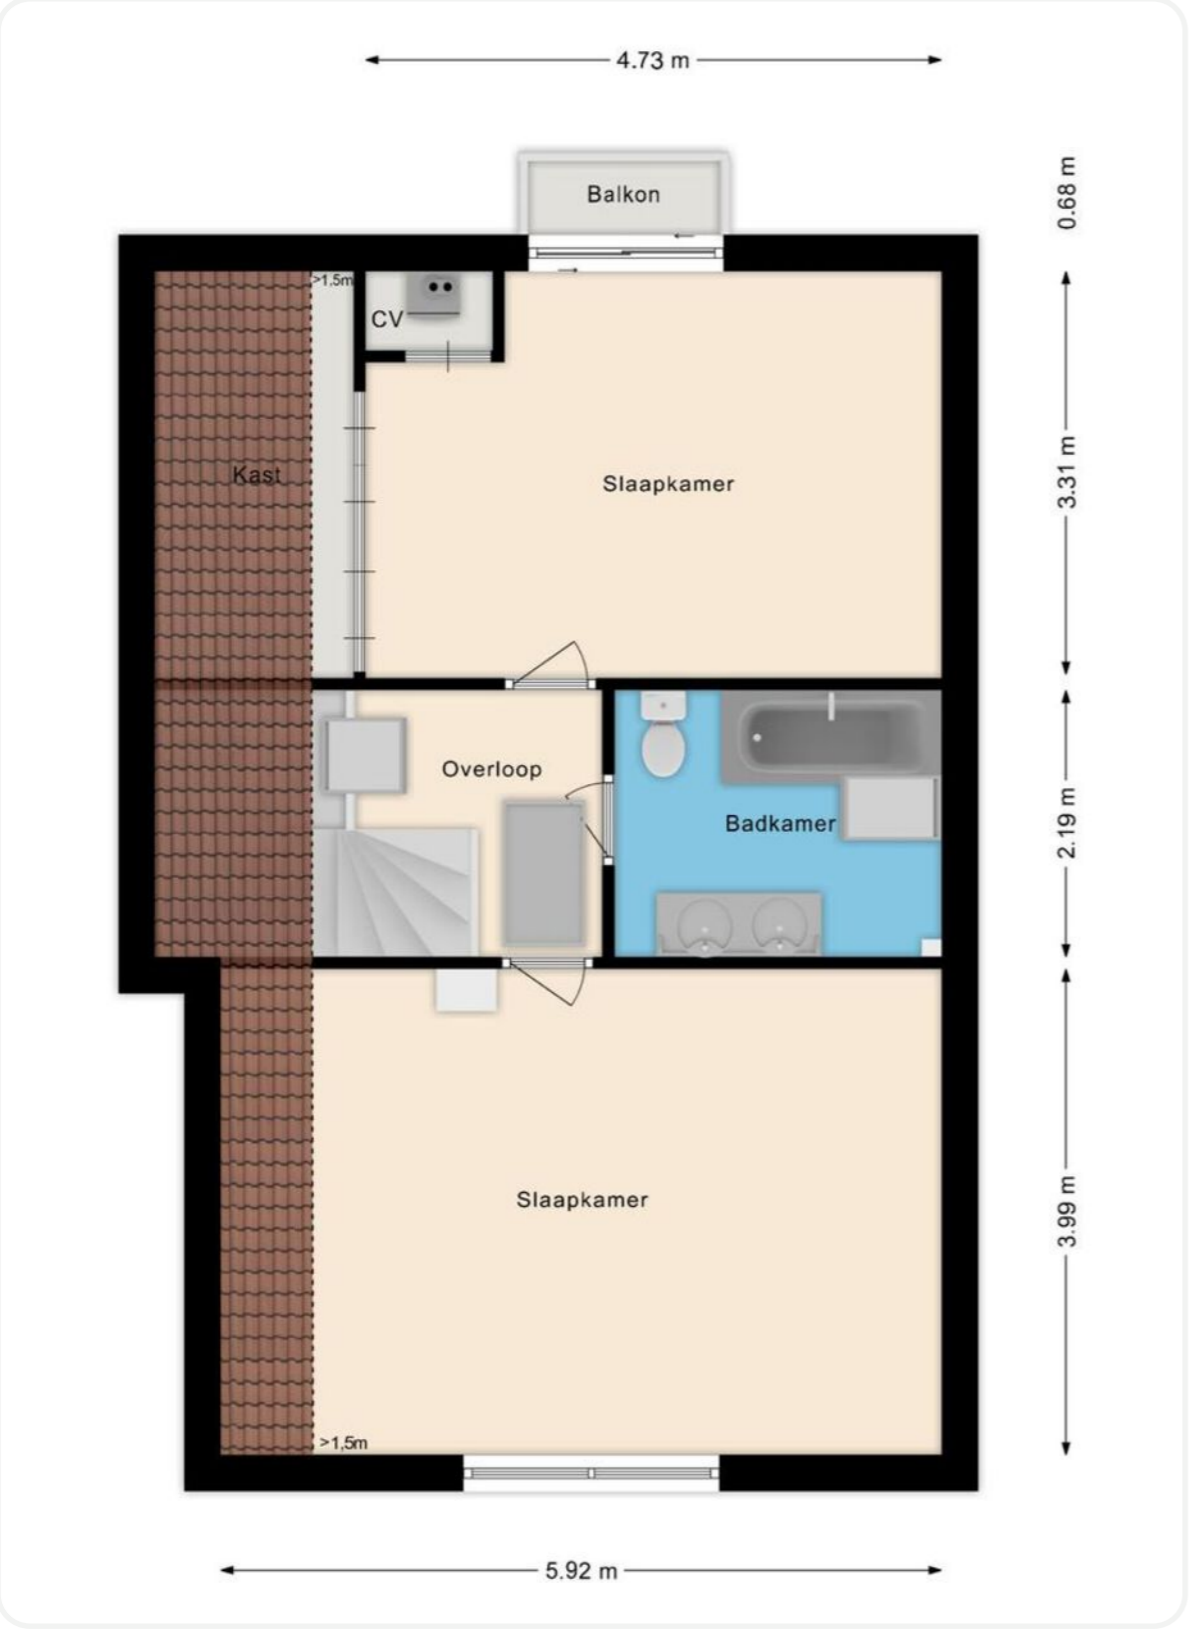 4.73 m
0.68 m
Balkon
>1.5m
CV
3.31 m
Kast
Slaapkamer
Overloop
Badkamer
2.19 m
Slaapkamer
3.99 m
>1,5m
5.92 m